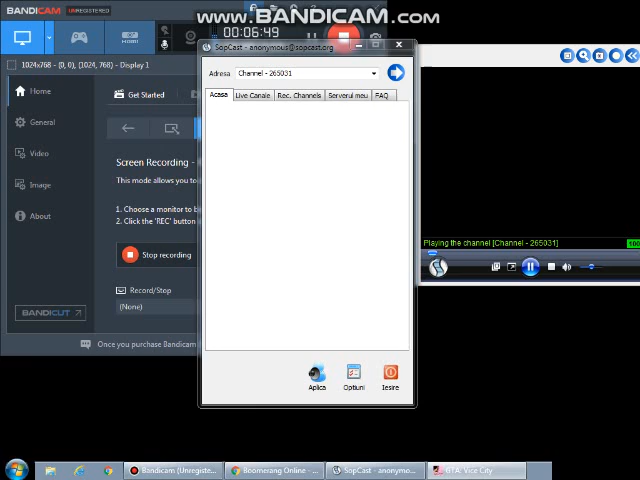 www.BANDICAM.com
BANDICAM UNREGISTERED
00:06:49
HDMI
SopCast - anonymous@sopcast.org
1024x768 - (0, 0), (1024, 768) - Display 1
Adresa Channel - 265031
Acasa Live Canale Rec. Channels Serverul meu FAQ
Home
General
Video
Image
About
BANDICUT
Get Started
Screen Recording -
This mode allows you to
1. Choose a monitor to
2. Click the 'REC' button
Stop recording
Record/Stop
(None)
Once you purchase Bandicam
Aplica Optiuni Iesire
Playing the channel [Channel - 265031] 100
Bandicam (Unregiste...
Boomerang Online - ...
SopCast - anonymo...
GTA: Vice City